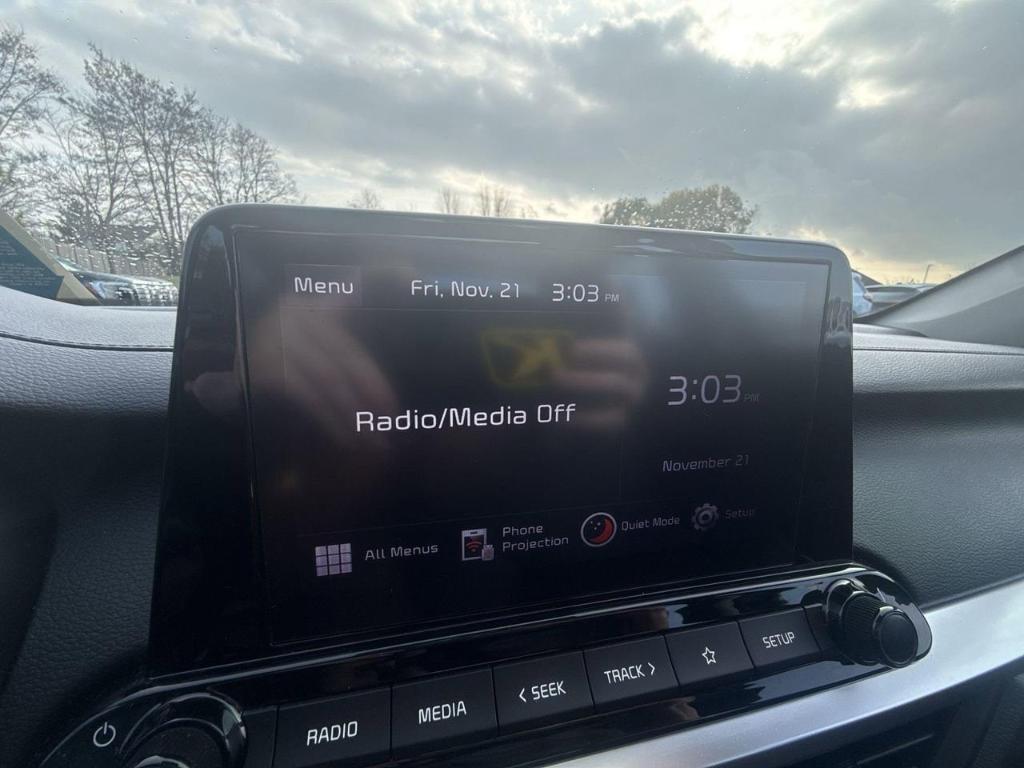 Menu Fri, Nov. 21 3:03 PM
3:03 PM
Radio/Media Off
November 21
All Menus
Phone
Projection
Quiet Mode
Setup
RADIO
MEDIA
< SEEK
TRACK >
SETUP